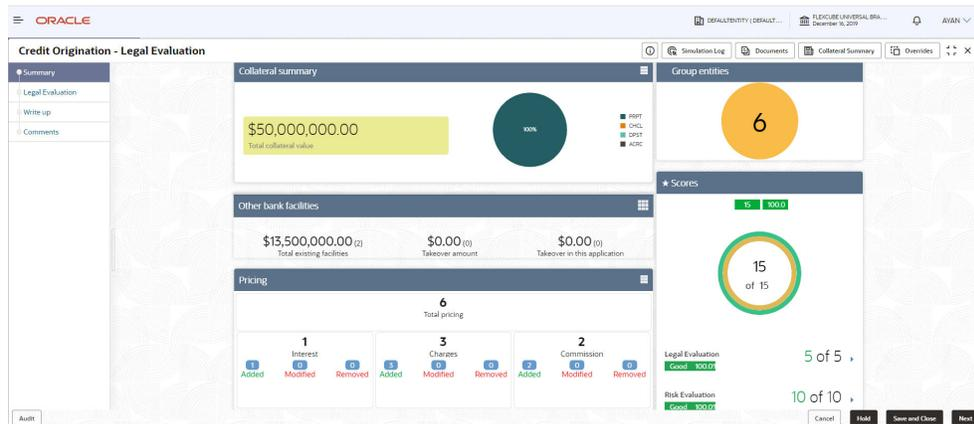 ORACLE
DEFAULTENTITY ( DEFAULT...
FLEXCUBE UNIVERSAL BRA...
December 16, 2019
AYAN
Credit Origination - Legal Evaluation
Simulation Log
Documents
Collateral Summary
Overrides
Summary
Legal Evaluation
Write up
Comments
Collateral summary
$50,000,000.00
Total collateral value
100%
PRPT
CHCL
DPST
ACRC
Group entities
6
Other bank facilities
$13,500,000.00 (2)
Total existing facilities
$0.00 (0)
Takeover amount
$0.00 (0)
Takeover in this application
Pricing
6
Total pricing
1
Interest
1 Added
0 Modified
0 Removed
3
Charges
3 Added
0 Modified
0 Removed
2
Commission
2 Added
0 Modified
0 Removed
Scores
15 100.0
15
of 15
Legal Evaluation
Good 100.0%
5 of 5
Risk Evaluation
Good 100.0%
10 of 10
Audit
Cancel
Hold
Save and Close
Next